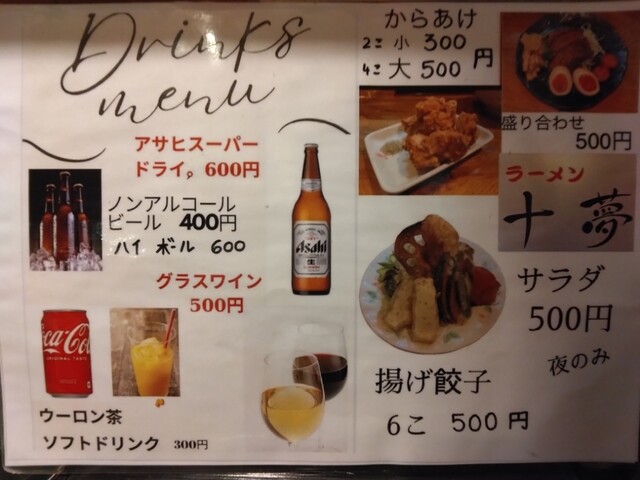 Drinks
menu
アサヒスーパー
ドライ。600円
ノンアルコール
ビール 400円
ハイ ボール 600
グラスワイン
500円
Asahi
生
Coca-Cola
ORIGINAL TASTE
ウーロン茶
ソフトドリンク 300円
からあけ
2こ 小 300
4こ 大 500 円
盛り合わせ
500円
ラーメン
十 夢
サラダ
500円
夜のみ
揚げ餃子
6こ 500 円